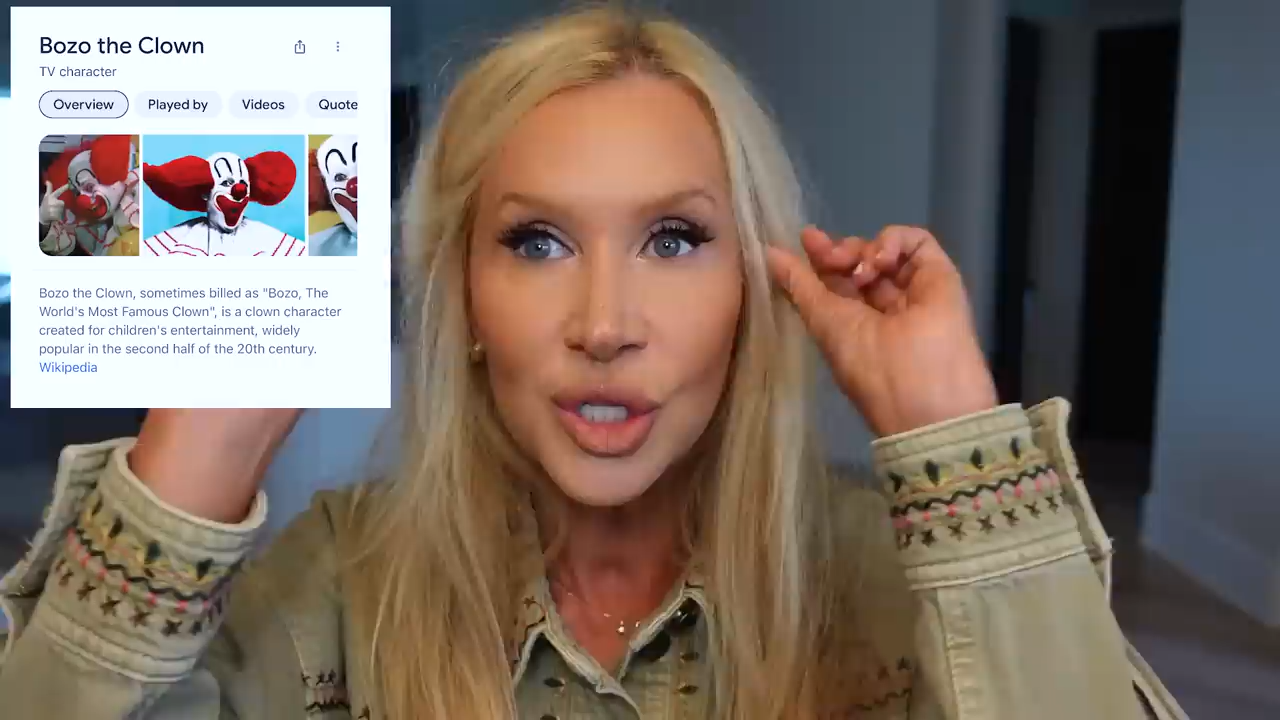 Bozo the Clown
TV character
Overview
Played by
Videos
Quote
Bozo the Clown, sometimes billed as "Bozo, The
World's Most Famous Clown", is a clown character
created for children's entertainment, widely
popular in the second half of the 20th century.
Wikipedia